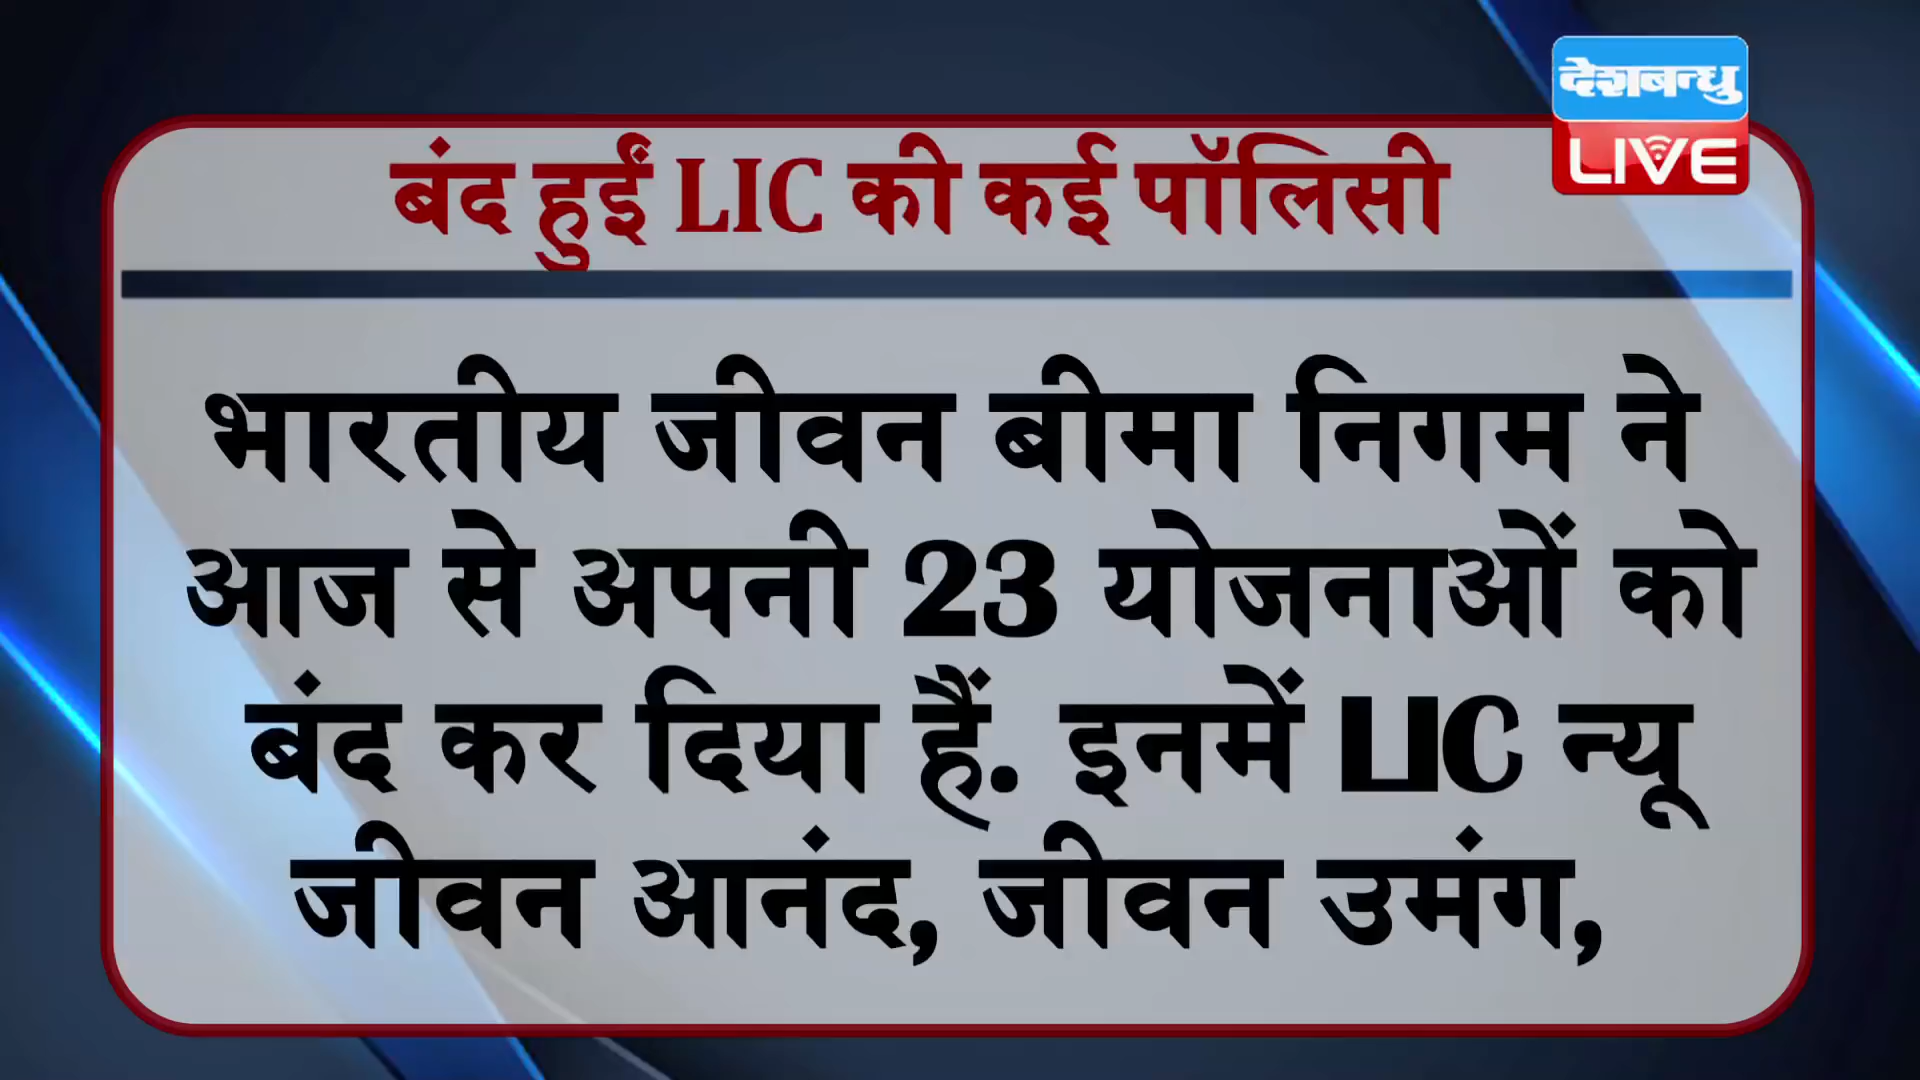 देशबन्धु
LIVE
बंद हुईं LIC की कई पॉलिसी
भारतीय जीवन बीमा निगम ने
आज से अपनी 23 योजनाओं को
बंद कर दिया हैं. इनमें LIC न्यू
जीवन आनंद, जीवन उमंग,